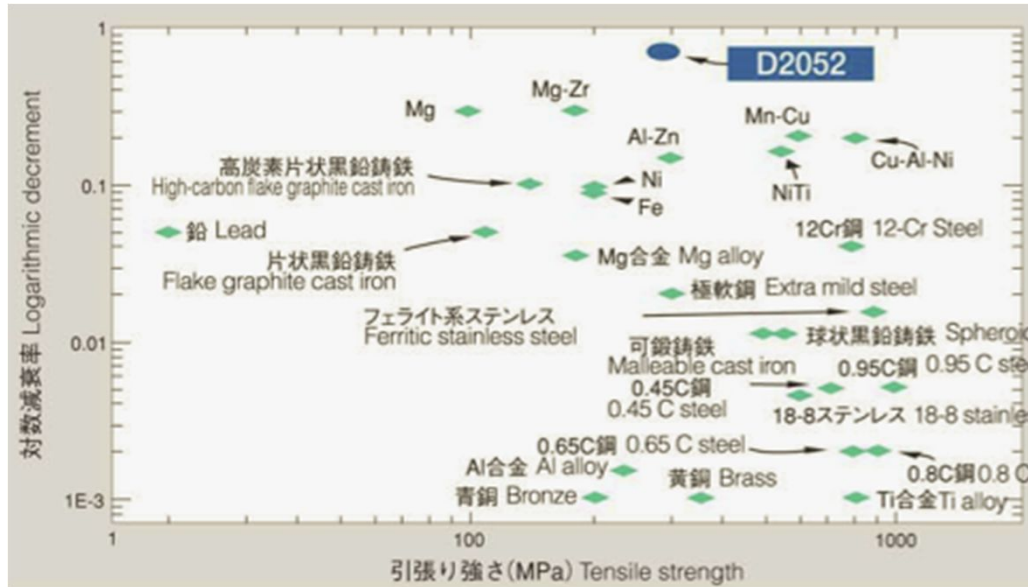 1
D2052
Mg-Zr
Mg
Mn-Cu
Al-Zn
Cu-Al-Ni
高炭素片状黒鉛鋳鉄
High-carbon flake graphite cast iron
Ni
NiTi
0.1
Fe
12Cr鋼 12-Cr Steel
鉛 Lead
片状黒鉛鋳鉄
Flake graphite cast iron
Mg合金 Mg alloy
極軟鋼 Extra mild steel
フェライト系ステンレス
Ferritic stainless steel
球状黒鉛鋳鉄 Spheroid
0.01
可鍛鋳鉄
Malleable cast iron
0.95C鋼 0.95 C ste
0.45C鋼
0.45 C steel
18-8ステンレス 18-8 stainle
0.65C鋼 0.65 C steel
Al合金 Al alloy
黄銅 Brass
0.8C鋼 0.8 C
青銅 Bronze
Ti合金 Ti alloy
1E-3
1
100
1000
対数減衰率 Logarithmic decrement
引張り強さ(MPa) Tensile strength